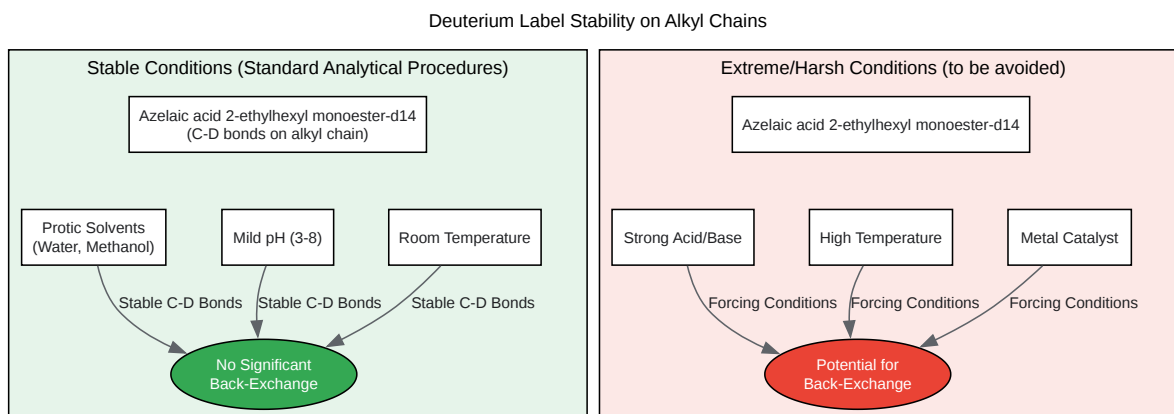 Deuterium Label Stability on Alkyl Chains
Stable Conditions (Standard Analytical Procedures)
Azelaic acid 2-ethylhexyl monoester-d14
(C-D bonds on alkyl chain)
Protic Solvents
(Water, Methanol)
Mild pH (3-8)
Room Temperature
Stable C-D Bonds
Stable C-D Bonds
Stable C-D Bonds
No Significant
Back-Exchange
Extreme/Harsh Conditions (to be avoided)
Azelaic acid 2-ethylhexyl monoester-d14
Strong Acid/Base
High Temperature
Metal Catalyst
Forcing Conditions
Forcing Conditions
Forcing Conditions
Potential for
Back-Exchange